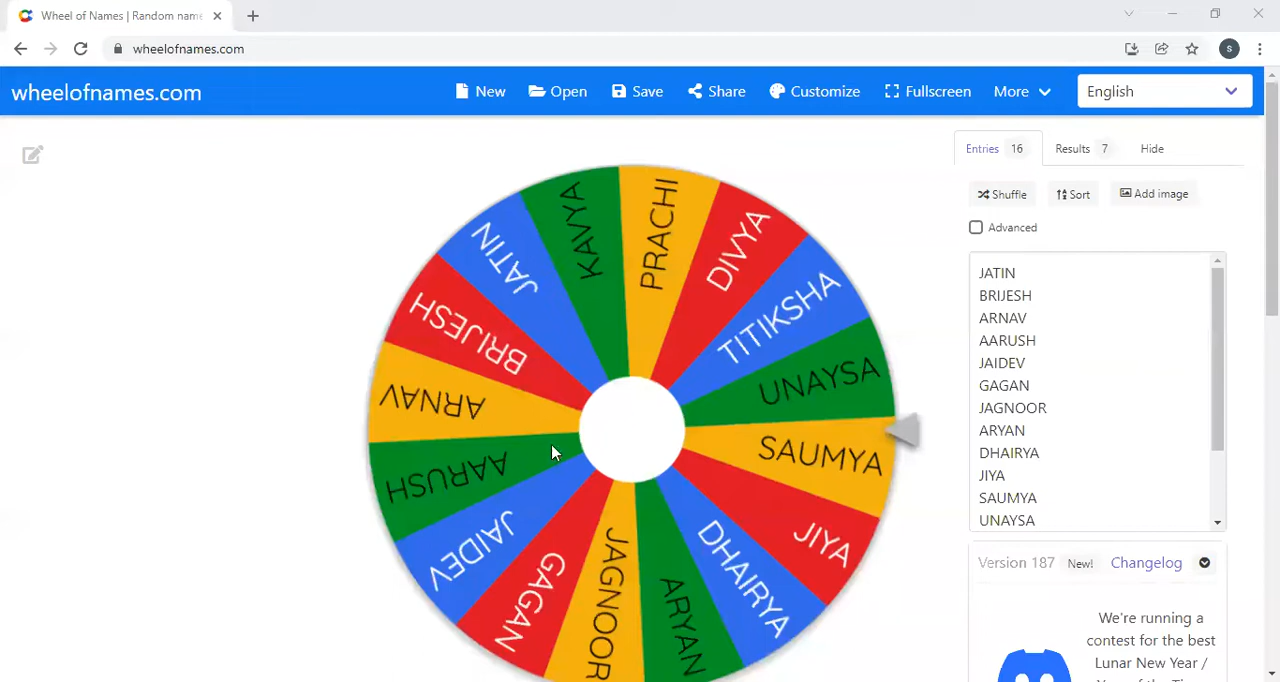 Wheel of Names | Random name
wheelofnames.com
S
wheelofnames.com
New
Open
Save
Share
Customize
Fullscreen
More
English
Entries 16
Results 7
Hide
Shuffle
Sort
Add image
Advanced
JATIN
BRIJESH
ARNAV
AARUSH
JAIDEV
GAGAN
JAGNOOR
ARYAN
DHAIRYA
JIYA
SAUMYA
UNAYSA
KAVYA
PRACHI
DIVYA
TITIKSHA
UNAYSA
SAUMYA
JIYA
DHAIRYA
ARYAN
JAGNOOR
GAGAN
JAIDEV
AARUSH
ARNAV
BRIJESH
JATIN
Version 187 New! Changelog
We're running a
contest for the best
Lunar New Year /